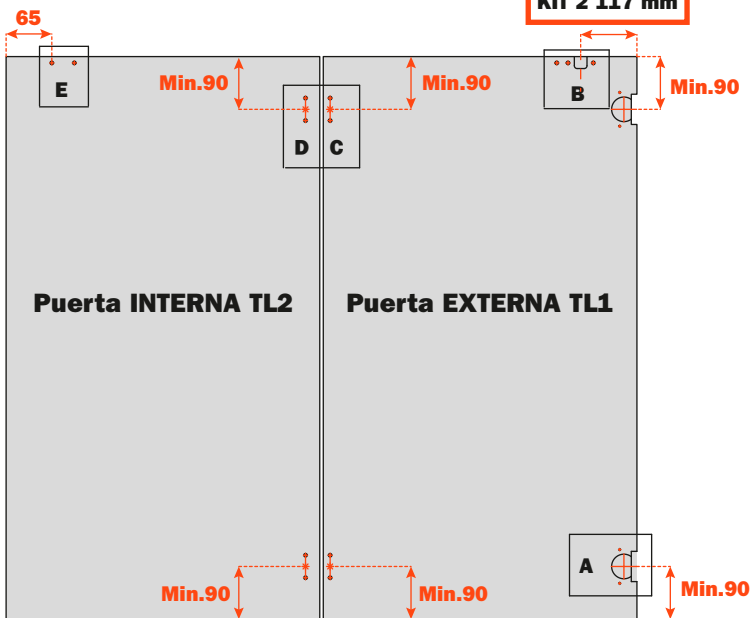 KIT 2 117 mm
65
E
Min.90
Min.90
B
Min.90
D
C
Puerta INTERNA TL2
Puerta EXTERNA TL1
A
Min.90
Min.90
Min.90